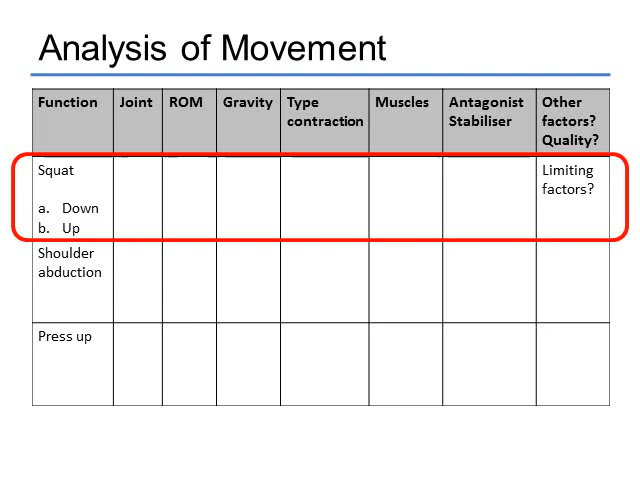 Analysis of Movement
Function Joint ROM Gravity Type contraction Muscles Antagonist Stabiliser Other factors? Quality?
Squat Limiting factors?
a. Down
b. Up
Shoulder abduction
Press up